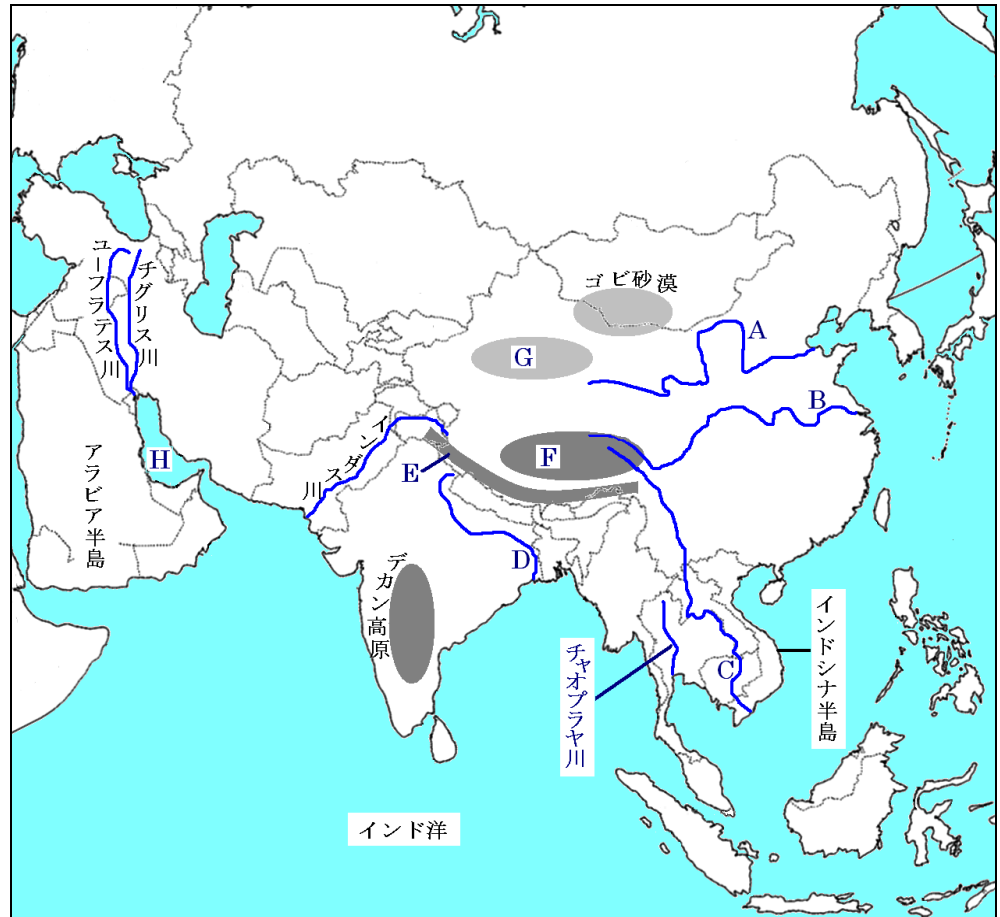 ゴビ砂漠
A
G
B
ユーフラテス川
チグリス川
インダス川
F
E
H
アラビア半島
D
デカン高原
C
チャオプラヤ川
インドシナ半島
インド洋